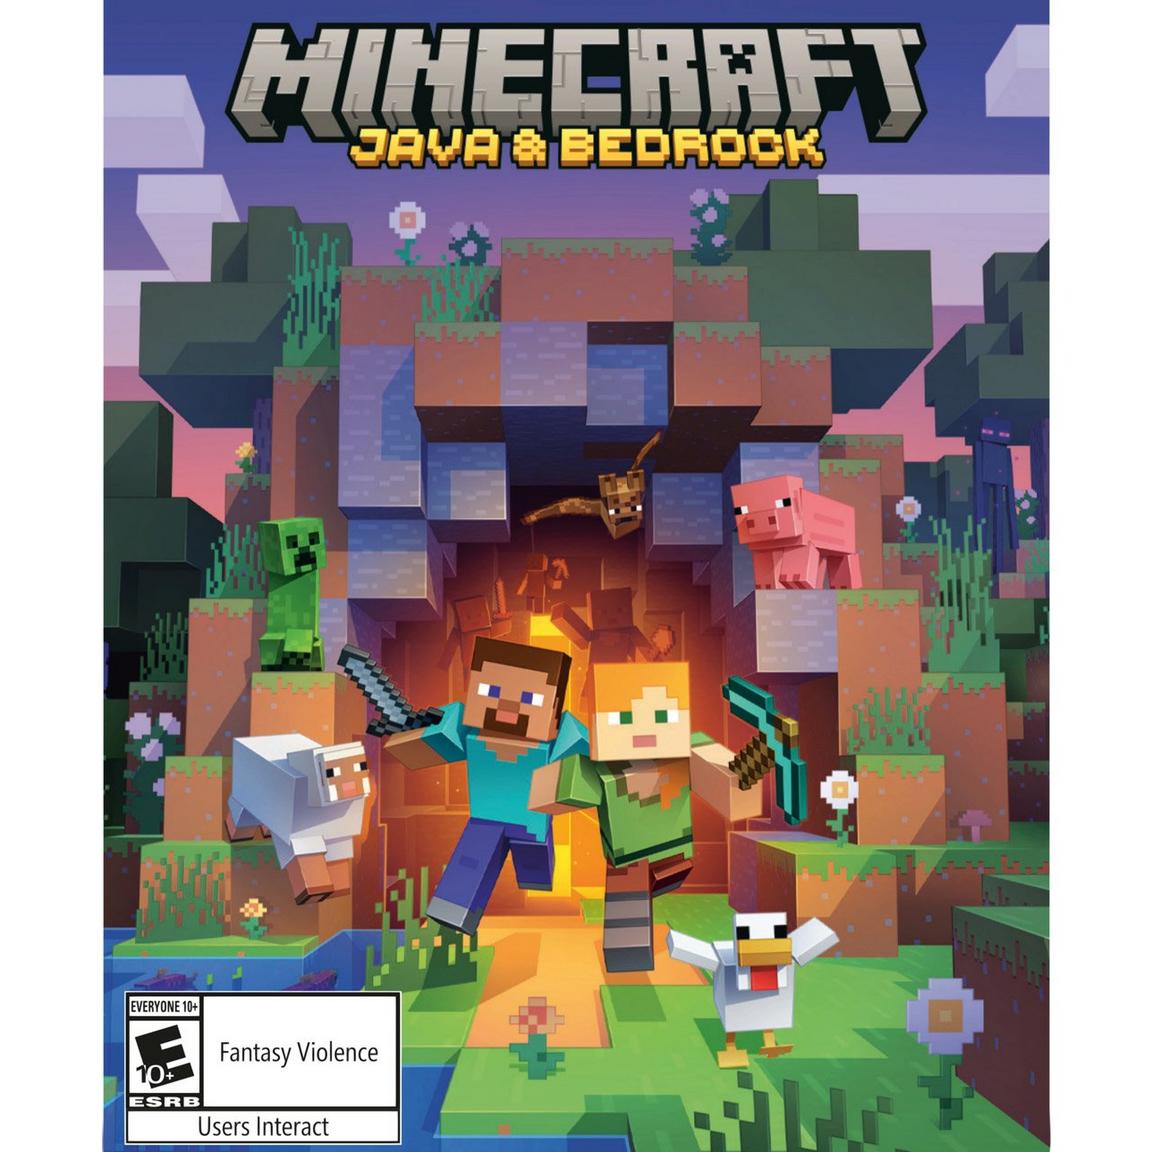 MINECRAFT
JAVA & BEDROCK
EVERYONE 10+
E
10+
ESRB
Fantasy Violence
Users Interact